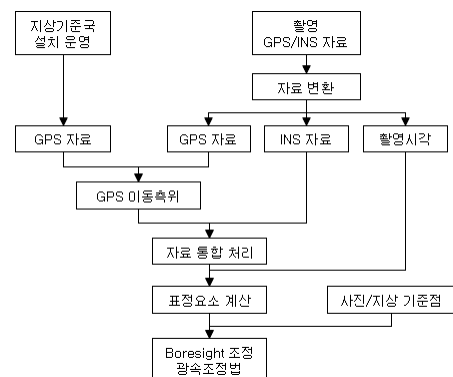 지상기준국
설치 운영
촬영
GPS/INS 자료
자료 변환
GPS 자료
GPS 자료
INS 자료
촬영시각
GPS 이동측위
자료 통합 처리
표정요소 계산
사진/지상 기준점
Boresight 조정
광속조정법